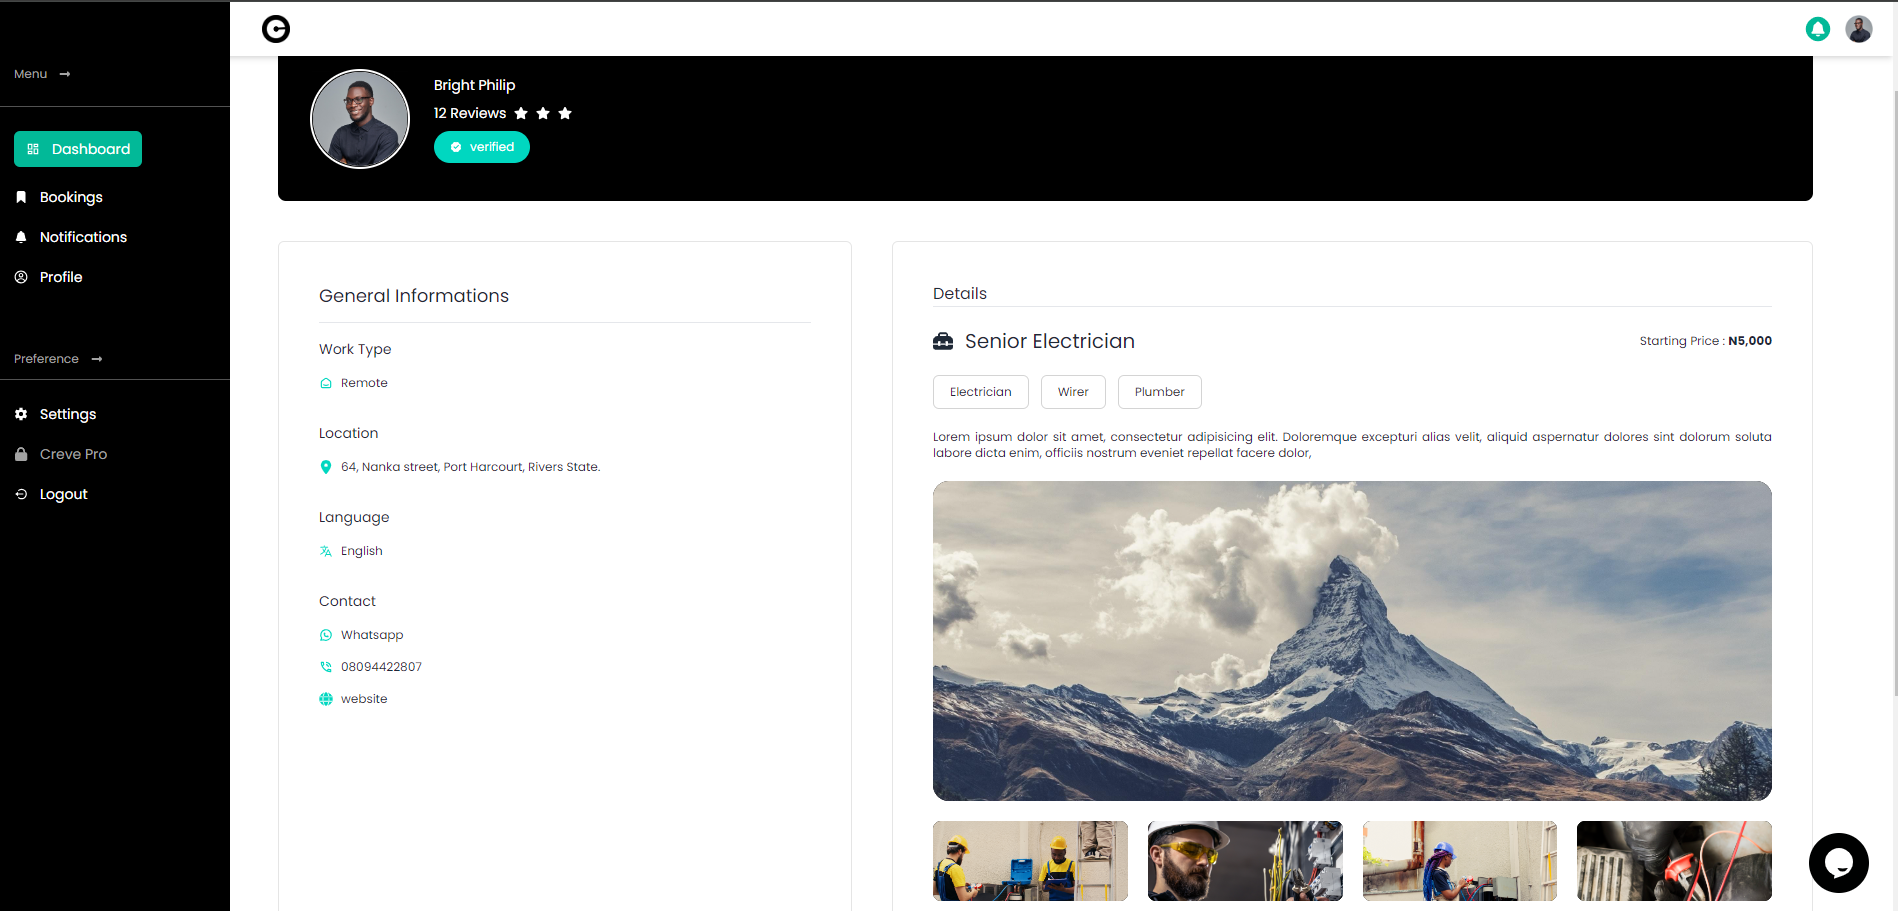 Menu
Dashboard
Bookings
Notifications
Profile
Preference
Settings
Creve Pro
Logout
Bright Philip
12 Reviews
verified
General Informations
Work Type
Remote
Location
64, Nanka street, Port Harcourt, Rivers State.
Language
English
Contact
Whatsapp
08094422807
website
Details
Senior Electrician
Starting Price : N5,000
Electrician
Wirer
Plumber
Lorem ipsum dolor sit amet, consectetur adipisicing elit. Doloremque excepturi alias velit, aliquid aspernatur dolores sint dolorum soluta
labore dicta enim, officiis nostrum eveniet repellat facere dolor,